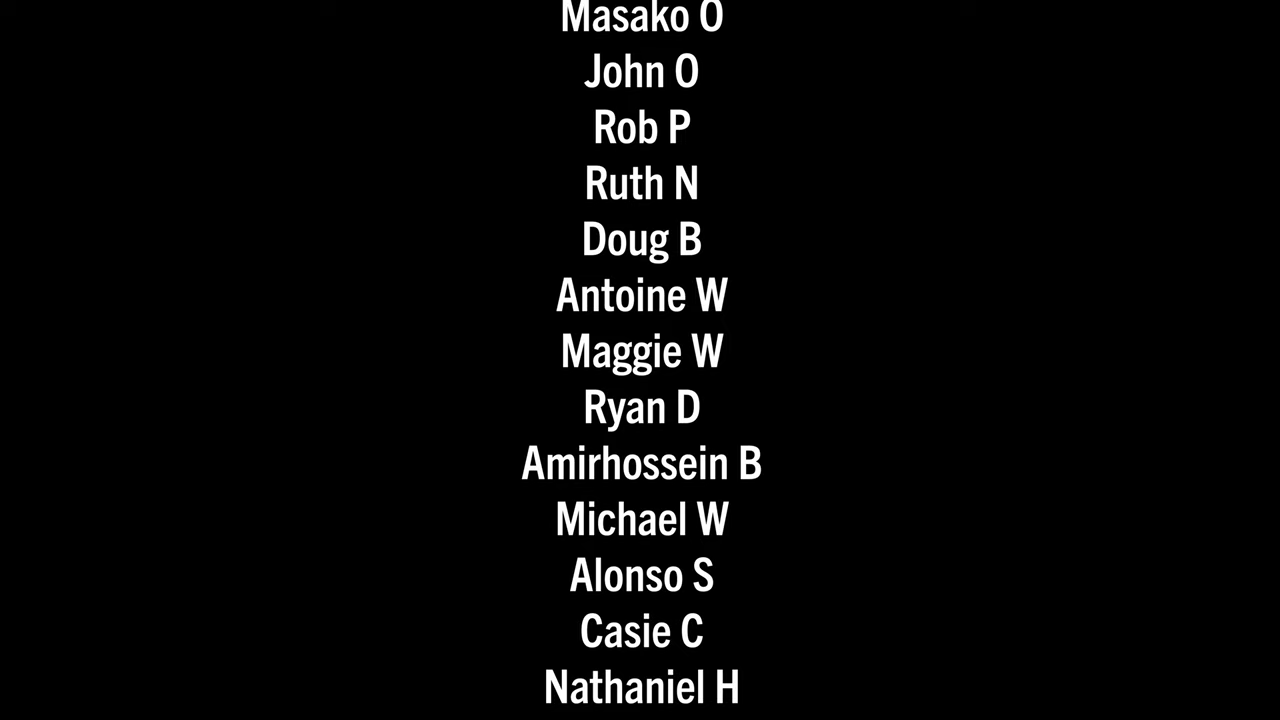 Masako O
John O
Rob P
Ruth N
Doug B
Antoine W
Maggie W
Ryan D
Amirhossein B
Michael W
Alonso S
Casie C
Nathaniel H